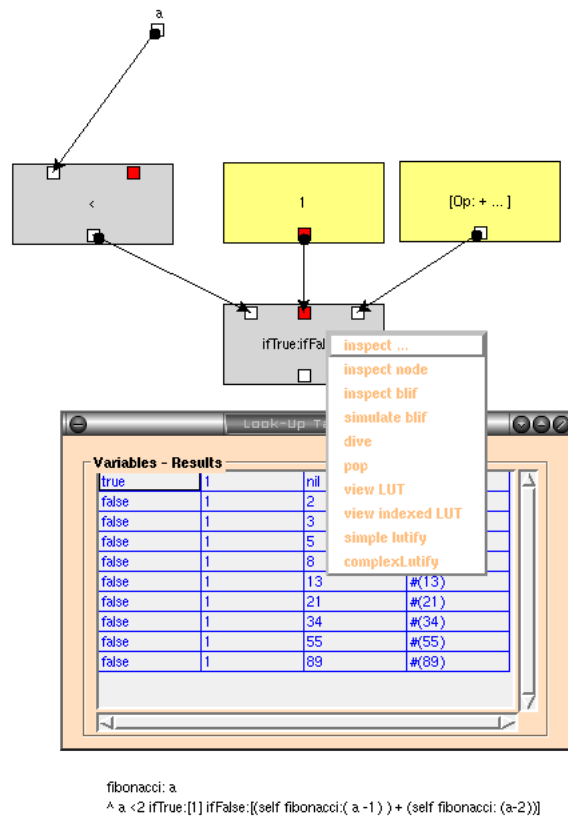 a
<
1
[Op: + ... ]
ifTrue:ifFal
inspect ...
inspect node
inspect blif
simulate blif
dive
pop
view LUT
view indexed LUT
simple lutify
complexLutify
Look-Up Ta
Variables - Results
true 1 nil
false 1 2
false 1 3
false 1 5
false 1 8
false 1 13 #(13)
false 1 21 #(21)
false 1 34 #(34)
false 1 55 #(55)
false 1 89 #(89)
fibonacci: a
^ a <2 ifTrue:[1] ifFalse:[(self fibonacci:( a -1) ) + (self fibonacci: (a-2))]